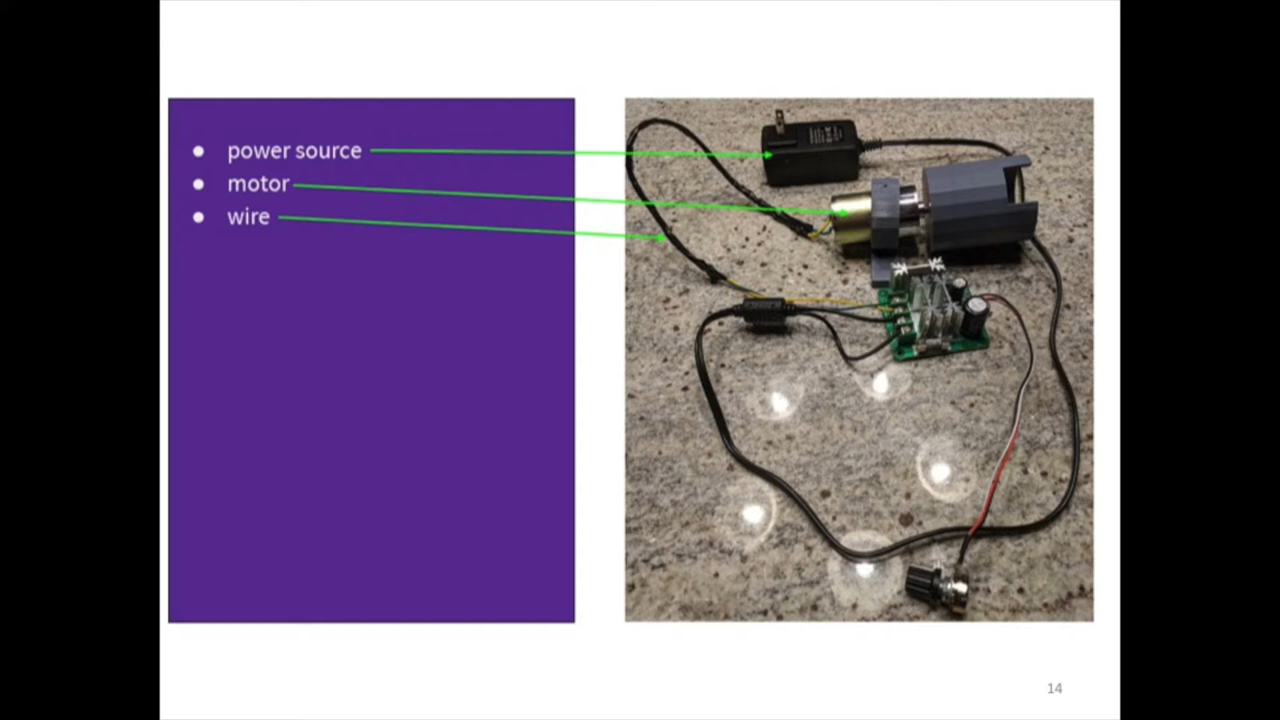 ● power source
● motor
● wire
14